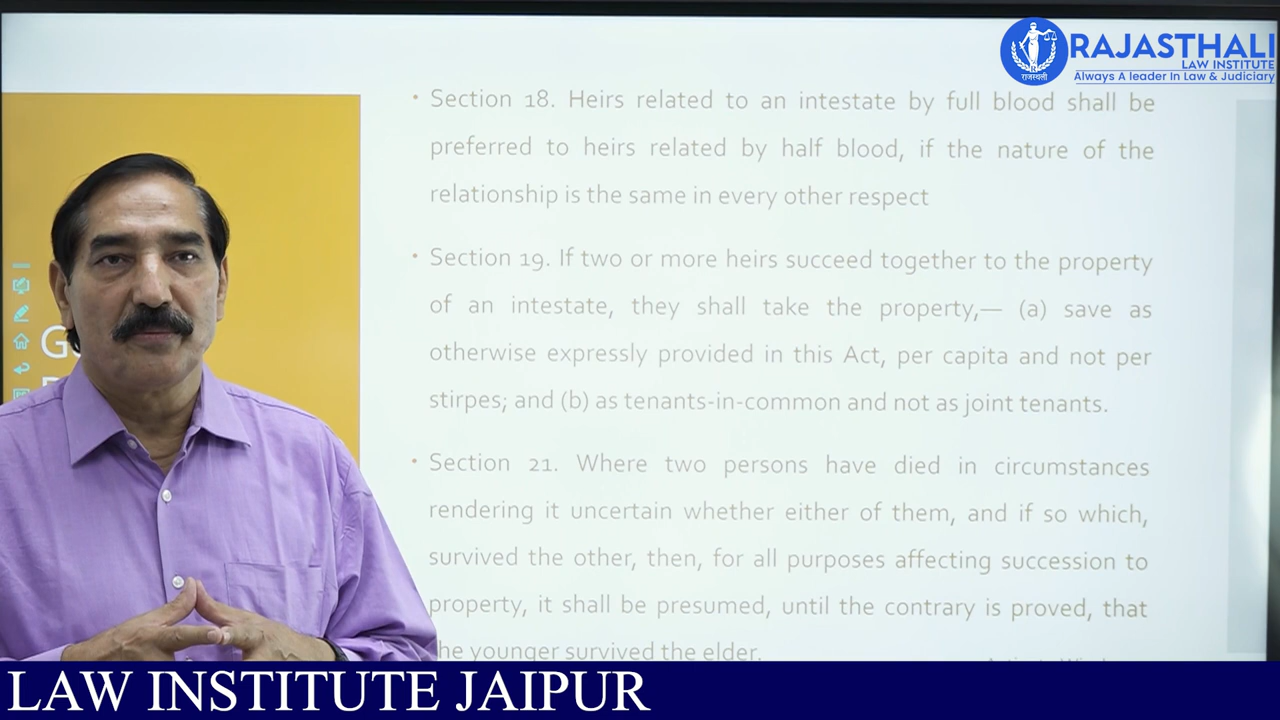 RAJASTHALI
LAW INSTITUTE
राजस्थली
Always A leader In Law & Judiciary
• Section 18. Heirs related to an intestate by full blood shall be
preferred to heirs related by half blood, if the nature of the
relationship is the same in every other respect
• Section 19. If two or more heirs succeed together to the property
of an intestate, they shall take the property,— (a) save as
otherwise expressly provided in this Act, per capita and not per
stirpes; and (b) as tenants-in-common and not as joint tenants.
• Section 21. Where two persons have died in circumstances
rendering it uncertain whether either of them, and if so which,
survived the other, then, for all purposes affecting succession to
property, it shall be presumed, until the contrary is proved, that
he younger survived the elder.
LAW INSTITUTE JAIPUR